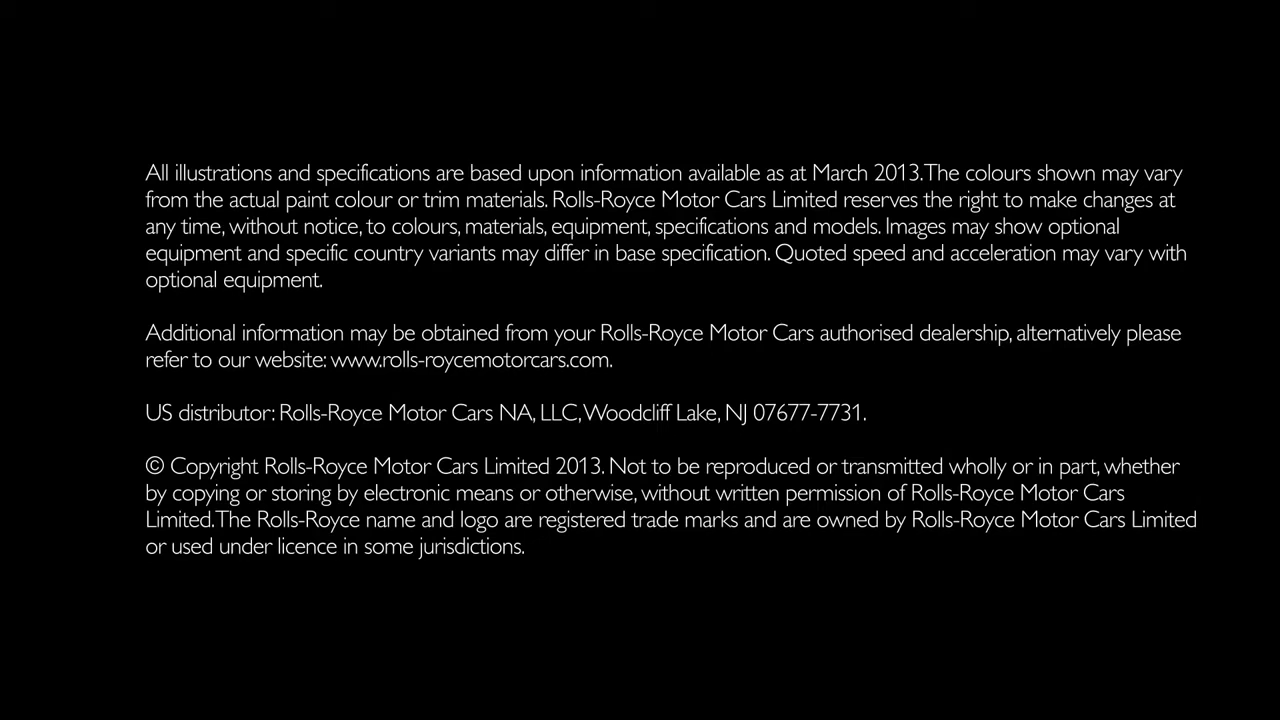 All illustrations and specifications are based upon information available as at March 2013.The colours shown may vary
from the actual paint colour or trim materials. Rolls-Royce Motor Cars Limited reserves the right to make changes at
any time, without notice, to colours, materials, equipment, specifications and models. Images may show optional
equipment and specific country variants may differ in base specification. Quoted speed and acceleration may vary with
optional equipment.
Additional information may be obtained from your Rolls-Royce Motor Cars authorised dealership, alternatively please
refer to our website: www.rolls-roycemotorcars.com.
US distributor: Rolls-Royce Motor Cars NA, LLC, Woodcliff Lake, NJ 07677-7731.
© Copyright Rolls-Royce Motor Cars Limited 2013. Not to be reproduced or transmitted wholly or in part, whether
by copying or storing by electronic means or otherwise, without written permission of Rolls-Royce Motor Cars
Limited.The Rolls-Royce name and logo are registered trade marks and are owned by Rolls-Royce Motor Cars Limited
or used under licence in some jurisdictions.